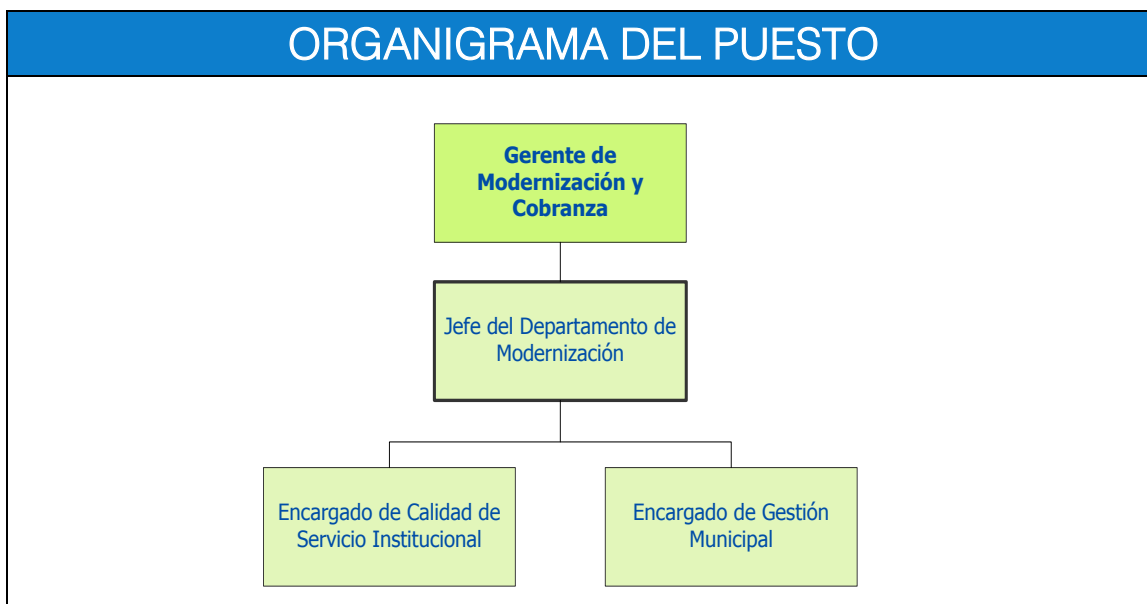 ORGANIGRAMA DEL PUESTO
Gerente de
Modernización y
Cobranza
Jefe del Departamento de
Modernización
Encargado de Calidad de
Servicio Institucional
Encargado de Gestión
Municipal